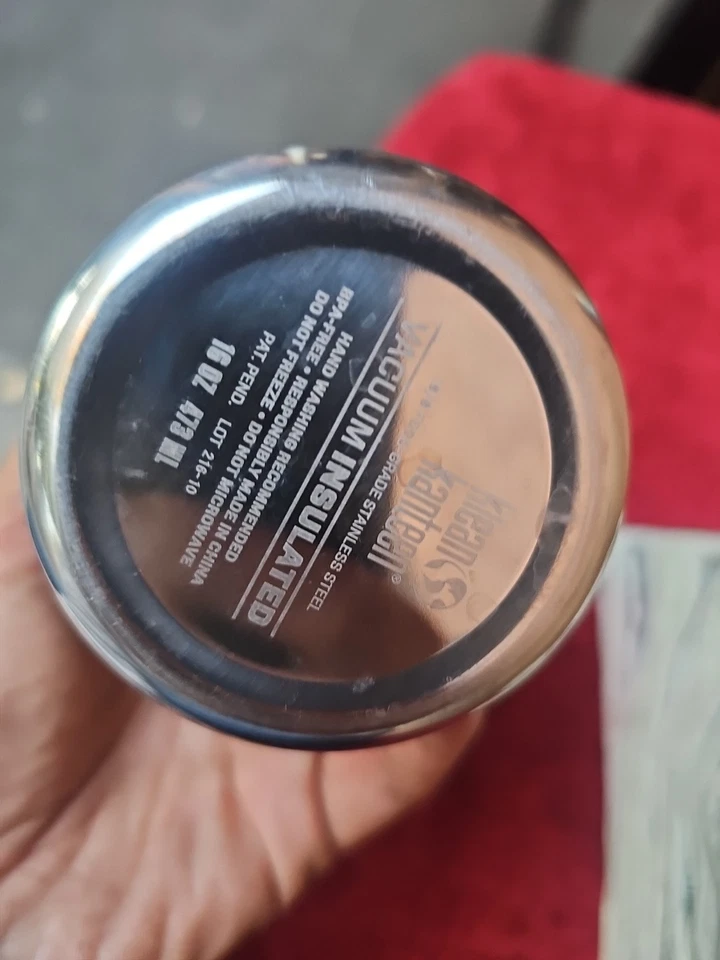 klean
kanteen®
-GRADE STAINLESS STEEL
VACUUM INSULATED
HAND WASHING RECOMMENDED
BPA-FREE • RESPONSIBLY MADE IN CHINA
DO NOT FREEZE • DO NOT MICROWAVE
PAT. PEND. LOT 216-10
16 OZ 473 ML